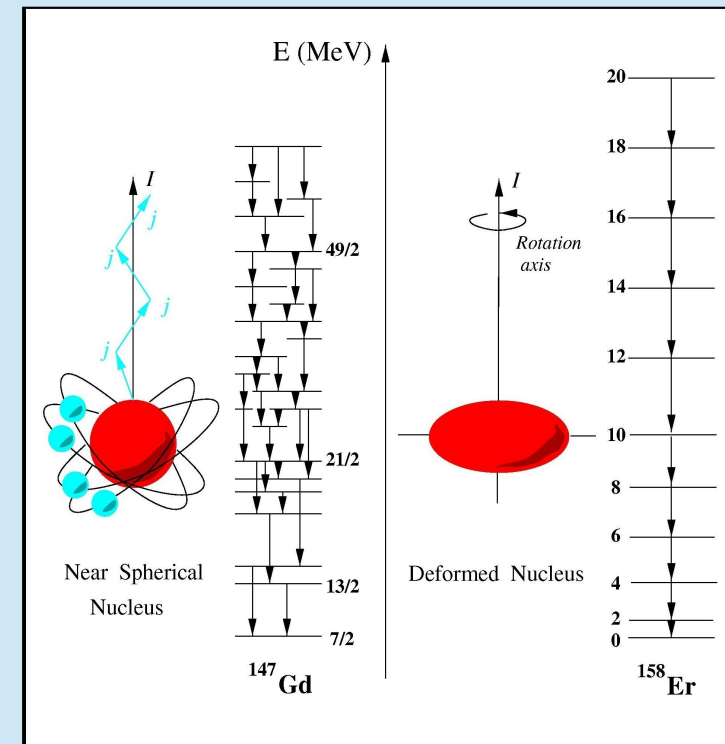 E (MeV)
I
j
j
j
j
49/2
21/2
13/2
7/2
Near Spherical
Nucleus
147Gd
I
Rotation
axis
Deformed Nucleus
20
18
16
14
12
10
8
6
4
2
0
158Er